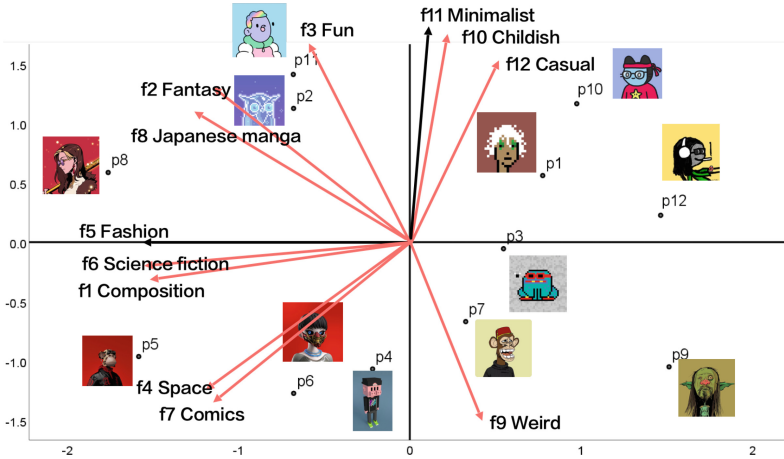 f3 Fun
f11 Minimalist
f10 Childish
f12 Casual
p11
p10
p2
f2 Fantasy
f8 Japanese manga
p8
p1
p12
p3
f5 Fashion
f6 Science fiction
f1 Composition
p7
p5
p4
p6
p9
f4 Space
f7 Comics
f9 Weird
1.5
1.0
0.5
0.0
-0.5
-1.0
-1.5
-2
-1
0
1
2